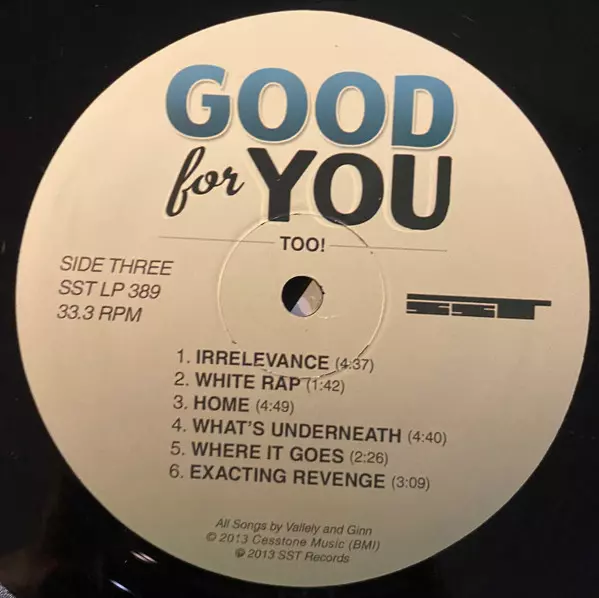 GOOD
for YOU
TOO!
SIDE THREE
SST LP 389
33.3 RPM
SST
1. IRRELEVANCE (4:37)
2. WHITE RAP (1:42)
3. HOME (4:49)
4. WHAT'S UNDERNEATH (4:40)
5. WHERE IT GOES (2:26)
6. EXACTING REVENGE (3:09)
All Songs by Vallely and Ginn
© 2013 Cesstone Music (BMI)
℗ 2013 SST Records